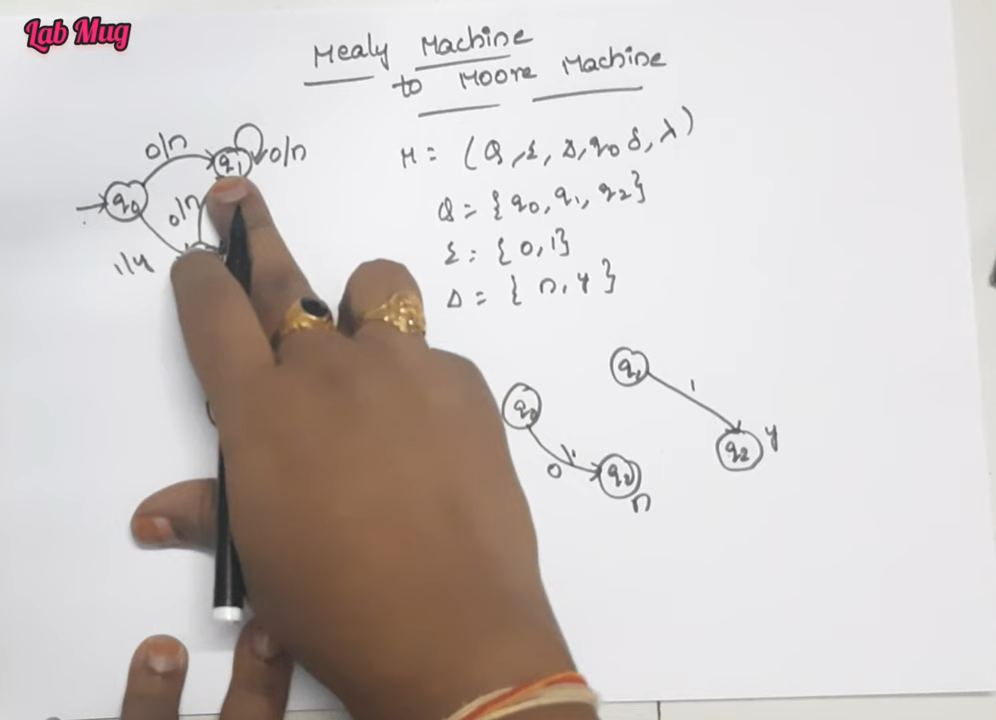 Lab Mug
Mealy Machine
to Moore Machine
M = (Q, Σ, Δ, q0 δ, λ)
Q = {q0, q1, q2}
Σ = {0, 1}
Δ = {n, y}
0/n
q1
0/n
q0
0/n
1/y
q1
1
q2 y
q0
0
n